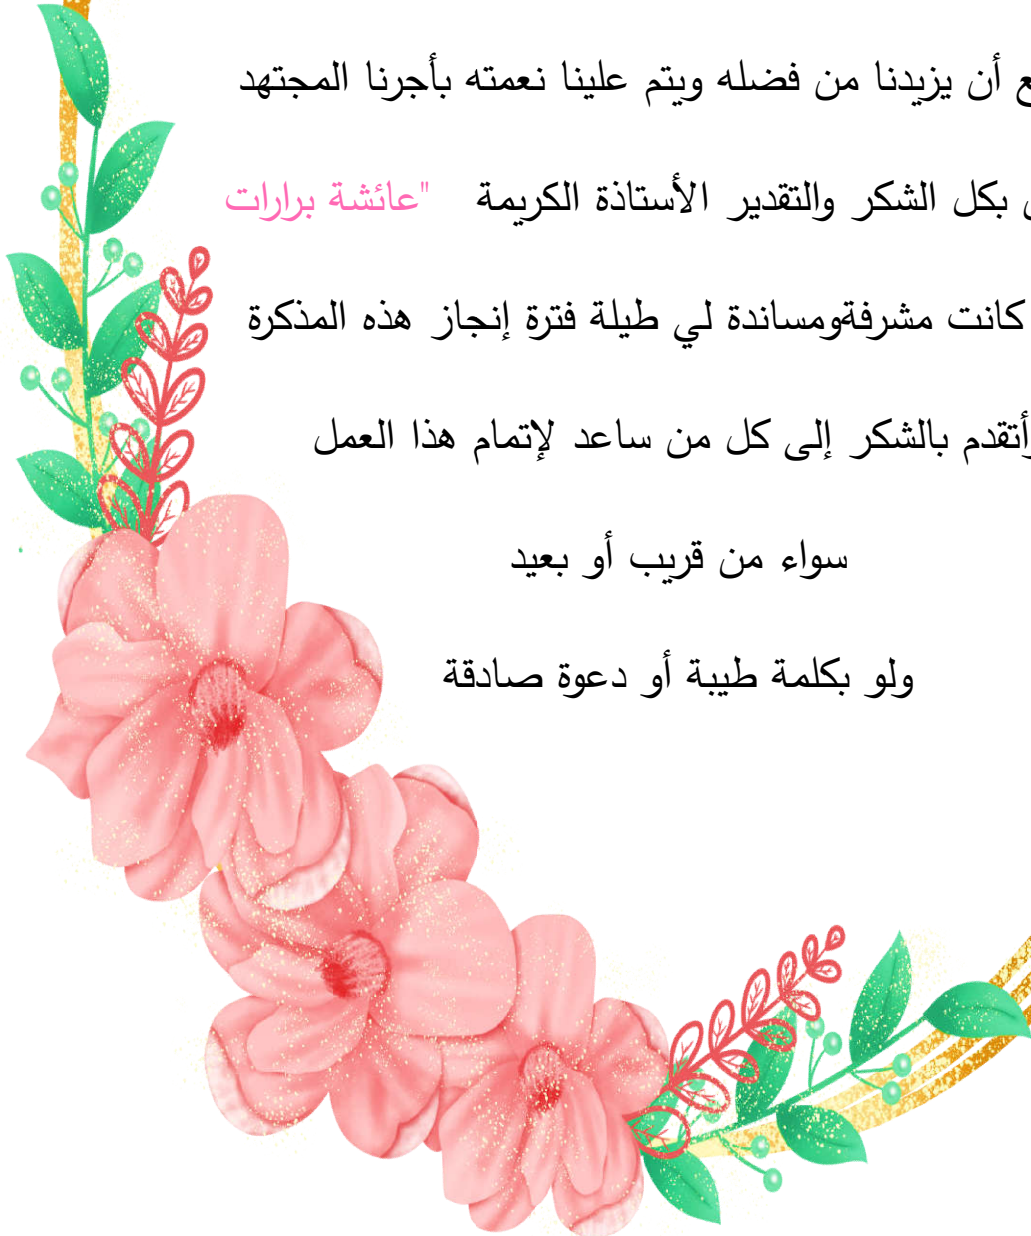 أن يزيدنا من فضله ويتم علينا نعمته بأجرنا المجتهد
بكل الشكر والتقدير الأستاذة الكريمة "عائشة برارات
كانت مشرفةومساندة لي طيلة فترة إنجاز هذه المذكرة
وأتقدم بالشكر إلى كل من ساعد لإتمام هذا العمل
سواء من قريب أو بعيد
ولو بكلمة طيبة أو دعوة صادقة